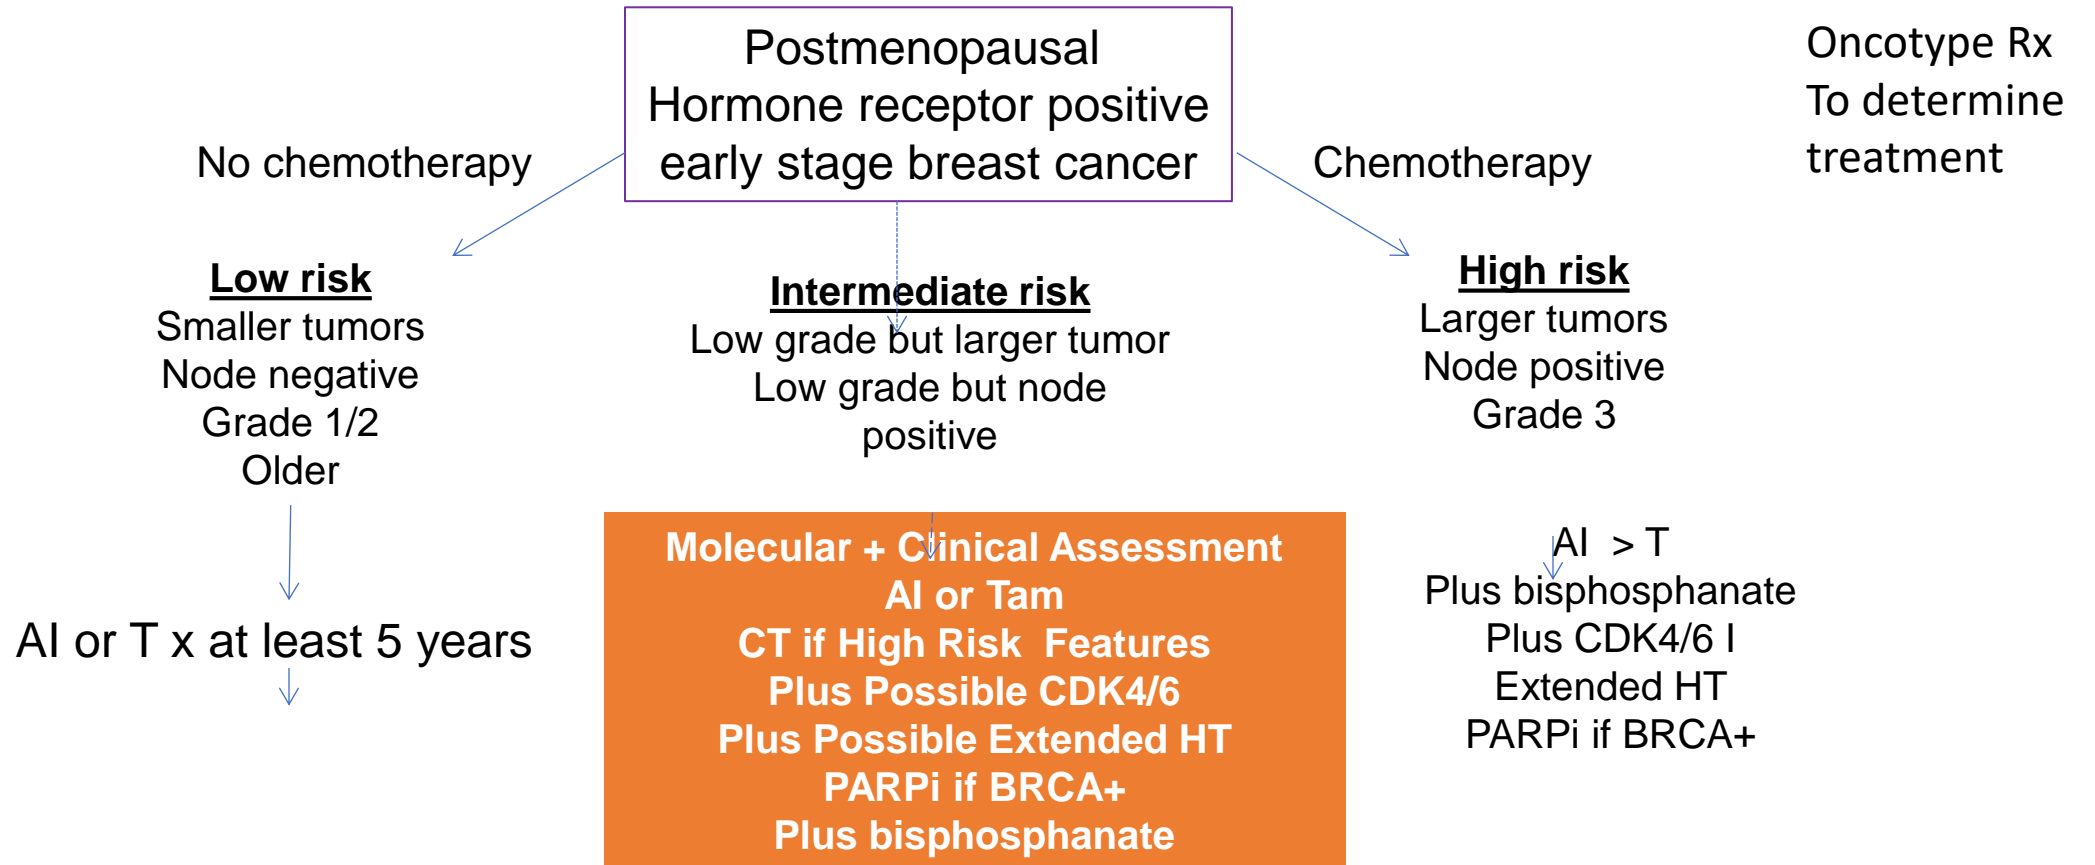 Postmenopausal
Hormone receptor positive
early stage breast cancer
Oncotype Rx
To determine
treatment
No chemotherapy
Chemotherapy
Low risk
Smaller tumors
Node negative
Grade 1/2
Older
AI or T x at least 5 years
Intermediate risk
Low grade but larger tumor
Low grade but node
positive
Molecular + Clinical Assessment
AI or Tam
CT if High Risk Features
Plus Possible CDK4/6
Plus Possible Extended HT
PARPi if BRCA+
Plus bisphosphanate
High risk
Larger tumors
Node positive
Grade 3
AI > T
Plus bisphosphanate
Plus CDK4/6 I
Extended HT
PARPi if BRCA+